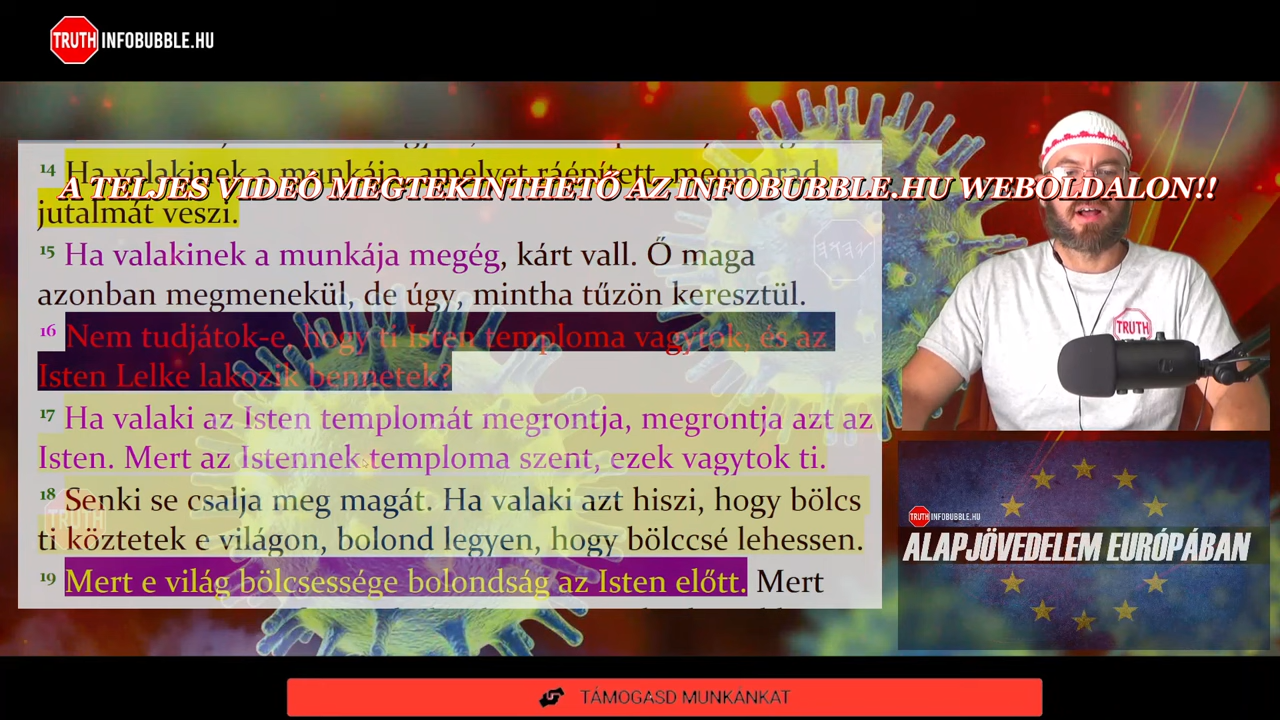 TRUTH INFOBUBBLE.HU
14 Ha valakinek a munkája, amelyet ráépített, megmarad,
A TELJES VIDEÓ MEGTEKINTHETŐ AZ INFOBUBBLE.HU WEBOLDALON!!
jutalmát veszi.
15 Ha valakinek a munkája megég, kárt vall. Ő maga
azonban megmenekül, de úgy, mintha tűzön keresztül.
16 Nem tudjátok-e, hogy ti Isten temploma vagytok, és az
Isten Lelke lakozik bennetek?
17 Ha valaki az Isten templomát megrontja, megrontja azt az
Isten. Mert az Istennek temploma szent, ezek vagytok ti.
18 Senki se csalja meg magát. Ha valaki azt hiszi, hogy bölcs
ti köztetek e világon, bolond legyen, hogy bölccsé lehessen.
19 Mert e világ bölcsessége bolondság az Isten előtt. Mert
TRUTH
TRUTH
TRUTH INFOBUBBLE.HU
ALAPJÖVEDELEM EURÓPÁBAN
TÁMOGASD MUNKANKAT